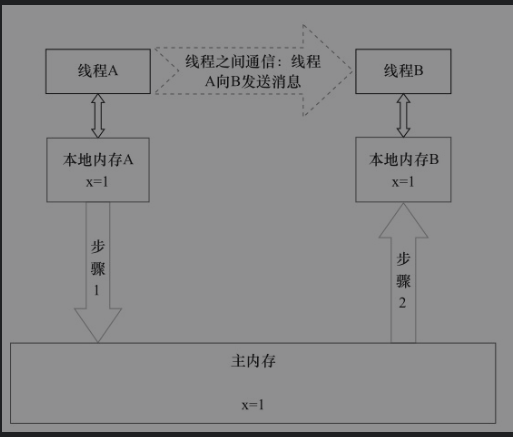 线程A
线程之间通信：线程
A向B发送消息
线程B
本地内存A
x=1
本地内存B
x=1
步
骤
1
步
骤
2
主内存
x=1